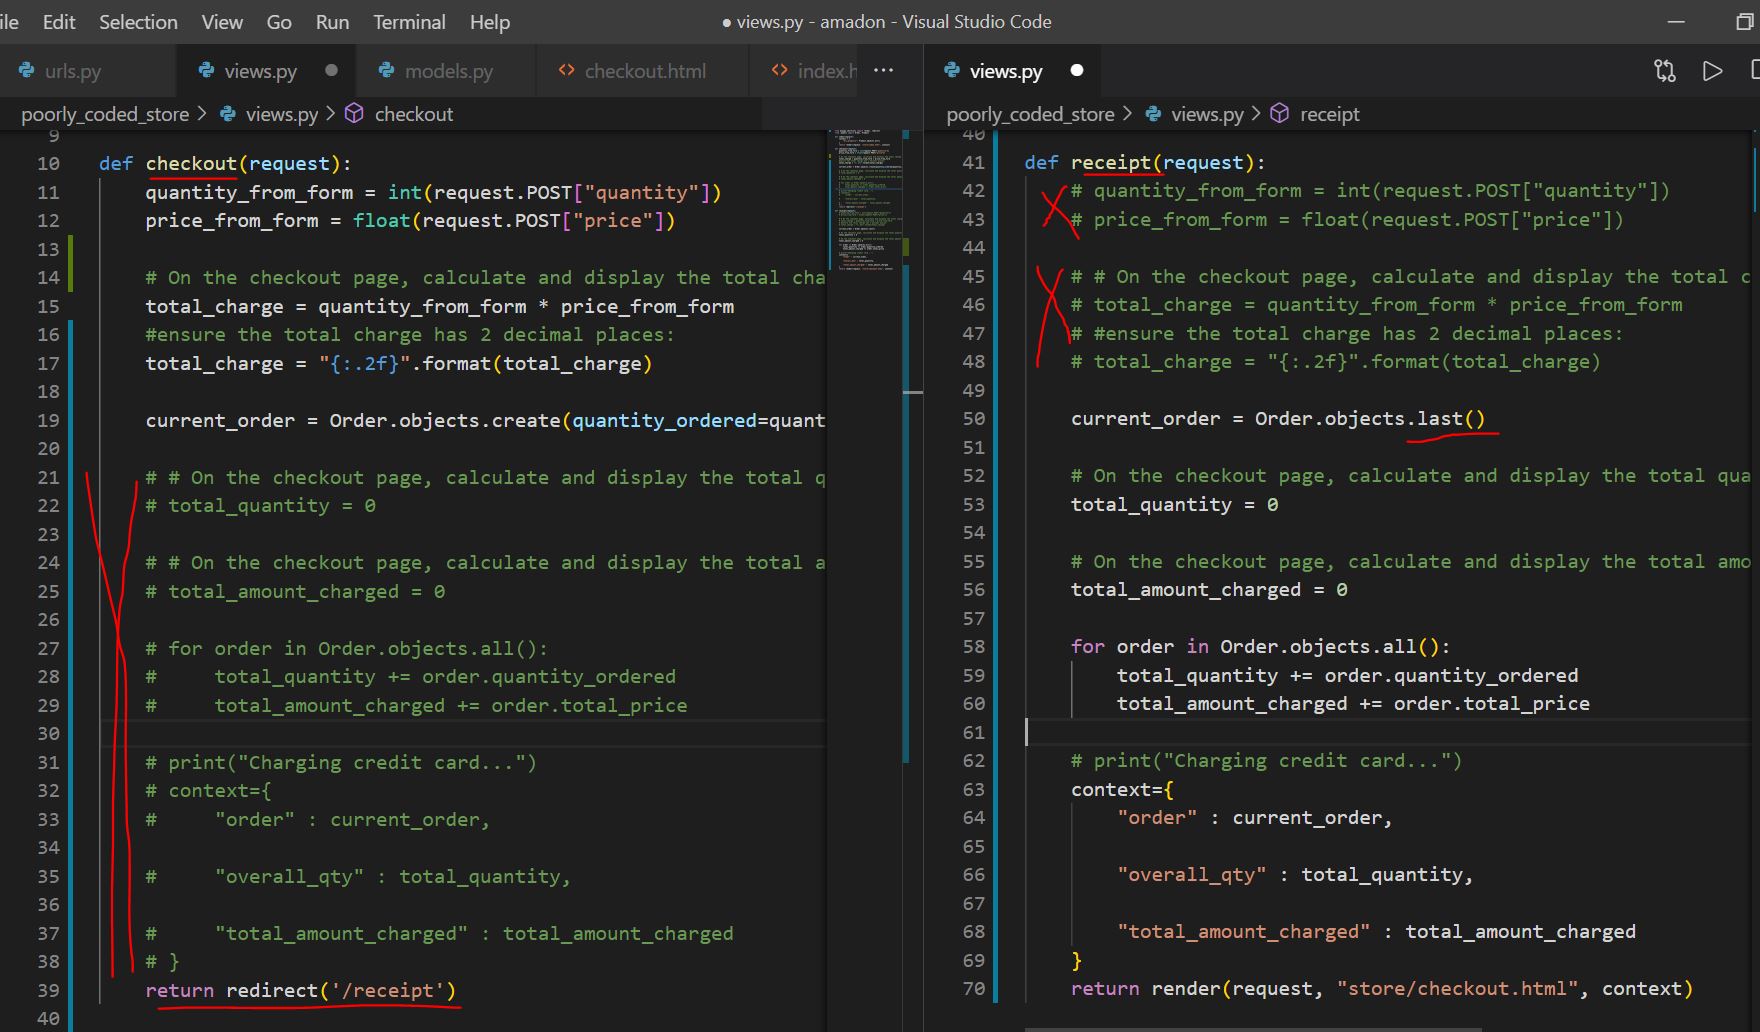 ile Edit Selection View Go Run Terminal Help
● views.py - amadon - Visual Studio Code
urls.py views.py ● models.py <> checkout.html <> index.h ...
poorly_coded_store > views.py > checkout
9
10 def checkout(request):
11 quantity_from_form = int(request.POST["quantity"])
12 price_from_form = float(request.POST["price"])
13
14 # On the checkout page, calculate and display the total cha
15 total_charge = quantity_from_form * price_from_form
16 #ensure the total charge has 2 decimal places:
17 total_charge = "{:.2f}".format(total_charge)
18
19 current_order = Order.objects.create(quantity_ordered=quant
20
21 # # On the checkout page, calculate and display the total q
22 # total_quantity = 0
23
24 # # On the checkout page, calculate and display the total a
25 # total_amount_charged = 0
26
27 # for order in Order.objects.all():
28 #     total_quantity += order.quantity_ordered
29 #     total_amount_charged += order.total_price
30
31 # print("Charging credit card...")
32 # context={
33 #     "order" : current_order,
34
35 #     "overall_qty" : total_quantity,
36
37 #     "total_amount_charged" : total_amount_charged
38 # }
39 return redirect('/receipt')
40
views.py ●
poorly_coded_store > views.py > receipt
40
41 def receipt(request):
42 # quantity_from_form = int(request.POST["quantity"])
43 # price_from_form = float(request.POST["price"])
44
45 # # On the checkout page, calculate and display the total c
46 # total_charge = quantity_from_form * price_from_form
47 # #ensure the total charge has 2 decimal places:
48 # total_charge = "{:.2f}".format(total_charge)
49
50 current_order = Order.objects.last()
51
52 # On the checkout page, calculate and display the total qua
53 total_quantity = 0
54
55 # On the checkout page, calculate and display the total amo
56 total_amount_charged = 0
57
58 for order in Order.objects.all():
59     total_quantity += order.quantity_ordered
60     total_amount_charged += order.total_price
61
62 # print("Charging credit card...")
63 context={
64     "order" : current_order,
65
66     "overall_qty" : total_quantity,
67
68     "total_amount_charged" : total_amount_charged
69 }
70 return render(request, "store/checkout.html", context)